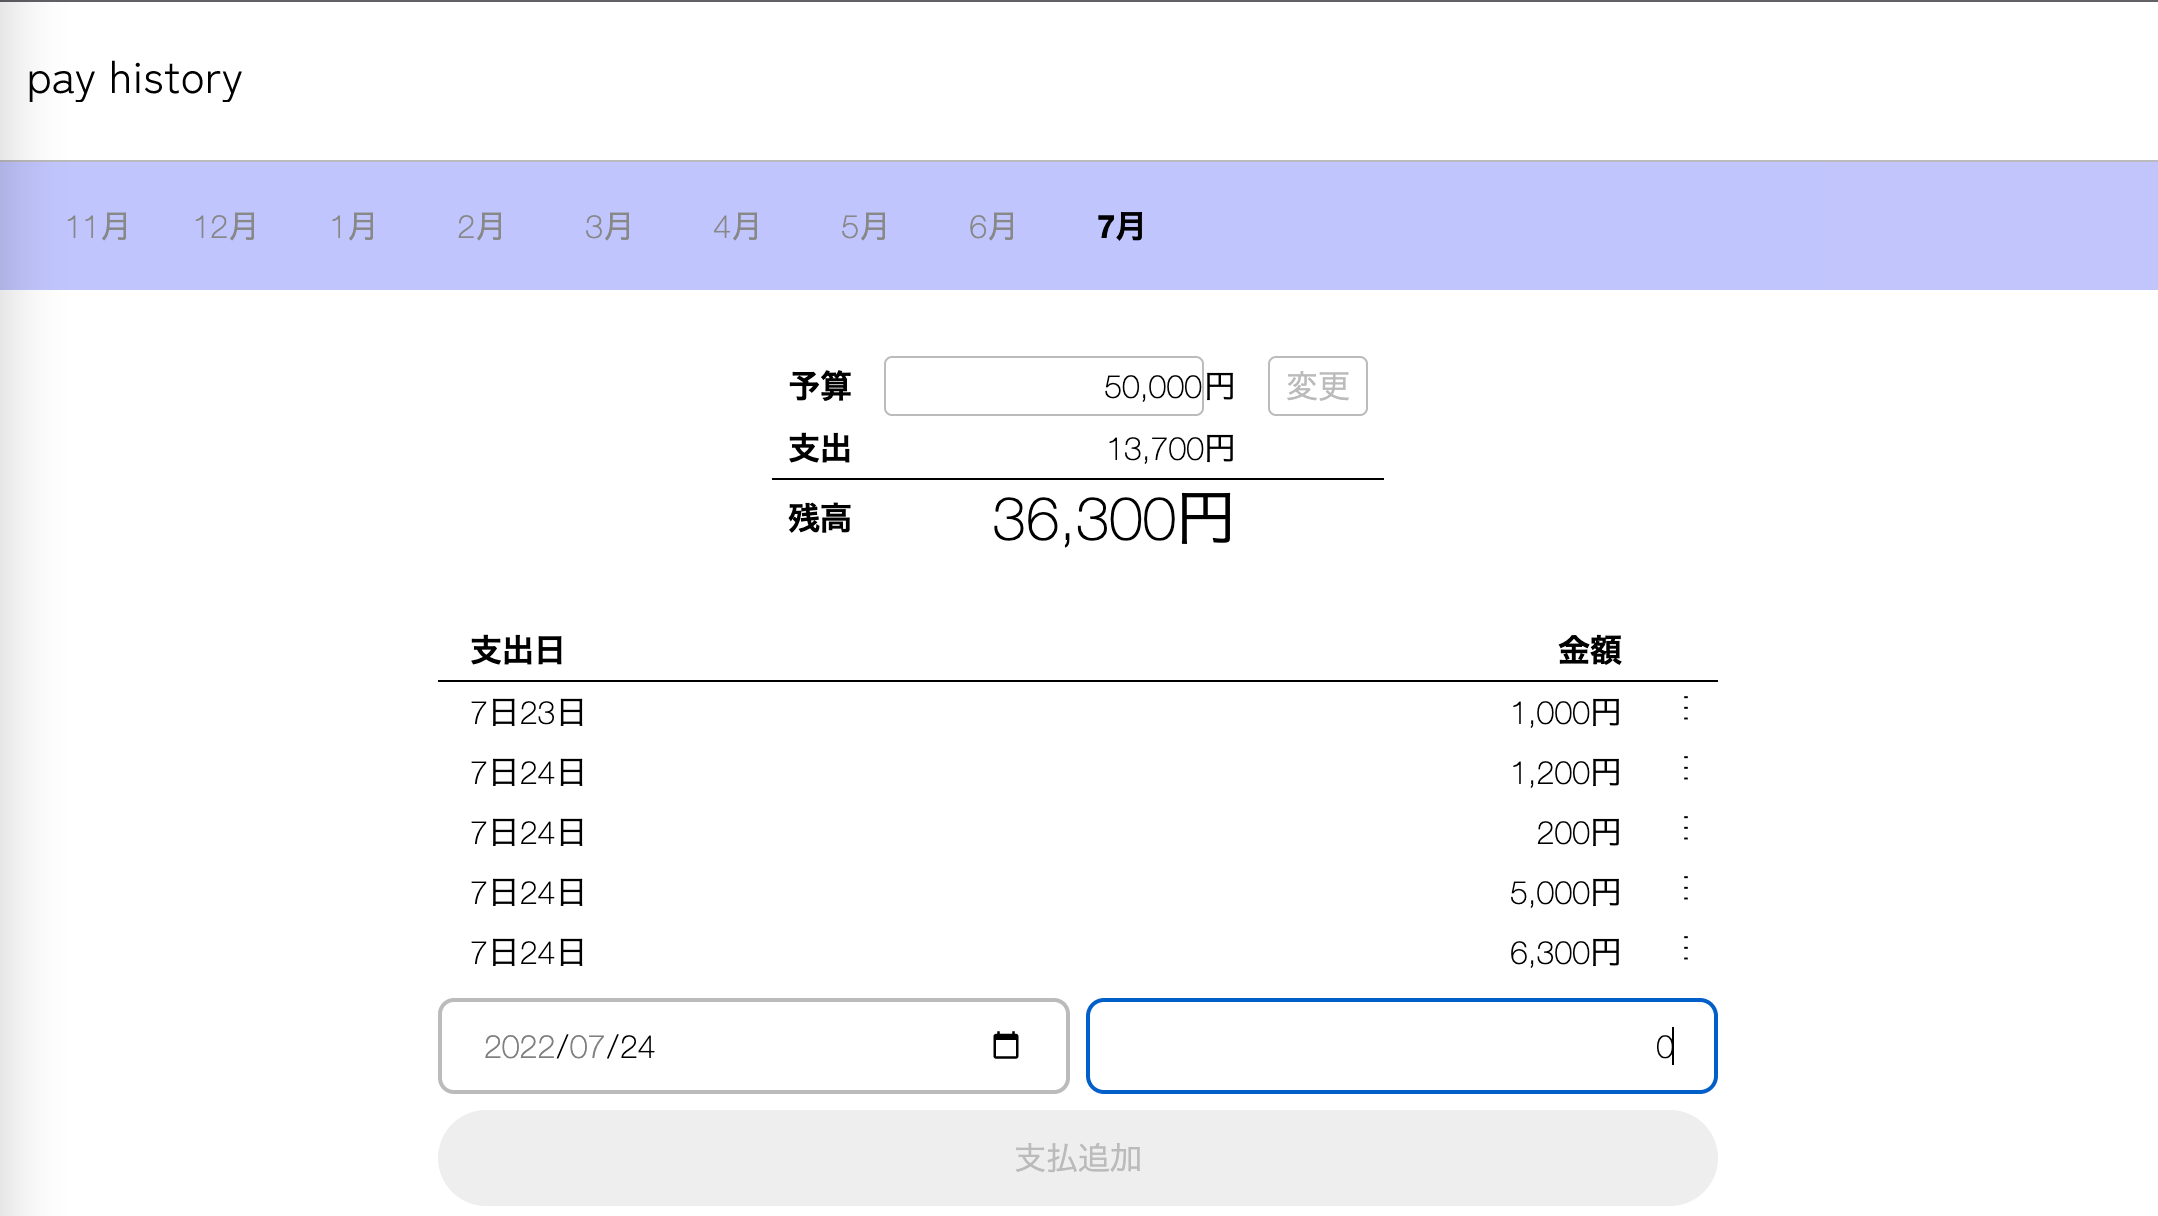 pay history
11月 12月 1月 2月 3月 4月 5月 6月 7月
予算 50,000円 変更
支出 13,700円
残高 36,300円
支出日 金額
7日23日 1,000円 ⋮
7日24日 1,200円 ⋮
7日24日 200円 ⋮
7日24日 5,000円 ⋮
7日24日 6,300円 ⋮
2022/07/24 0
支払追加